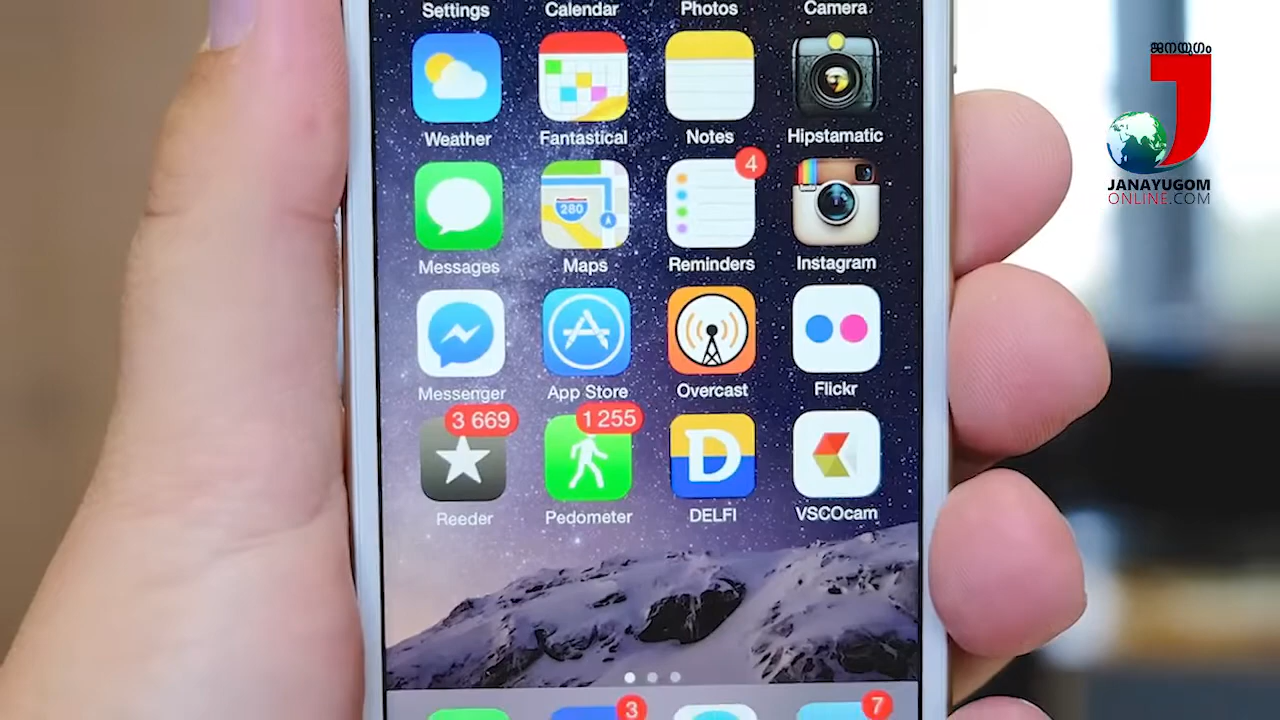 Settings Calendar Photos Camera
Weather Fantastical Notes Hipstamatic
280
4
Messages Maps Reminders Instagram
Messenger App Store Overcast Flickr
3 669 1 255
D
Reeder Pedometer DELFI VSCOcam
3 7
ജനയുഗം
J
JANAYUGOM
ONLINE.COM